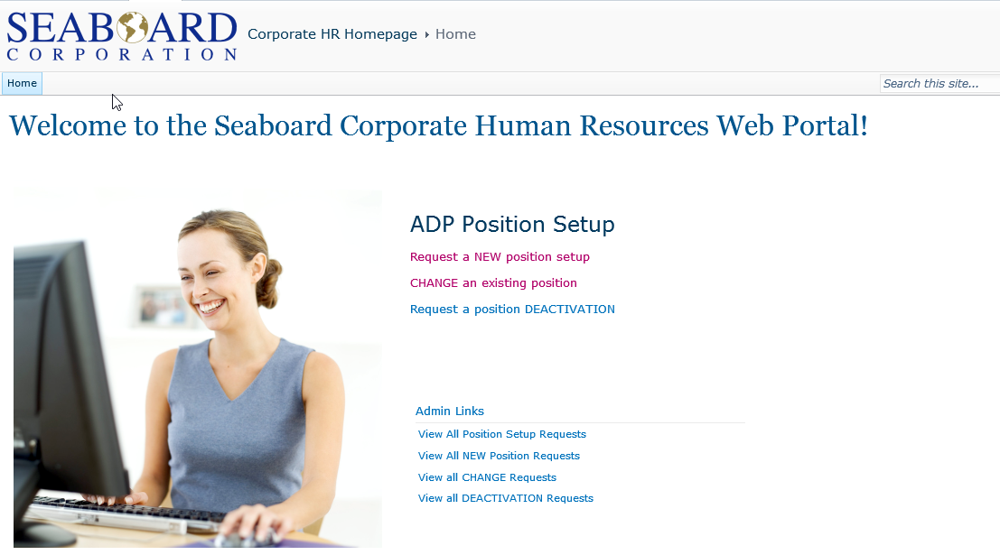 SEABOARD
CORPORATION
Corporate HR Homepage Home
Home
Search this site...
Welcome to the Seaboard Corporate Human Resources Web Portal!
ADP Position Setup
Request a NEW position setup
CHANGE an existing position
Request a position DEACTIVATION
Admin Links
View All Position Setup Requests
View All NEW Position Requests
View all CHANGE Requests
View all DEACTIVATION Requests